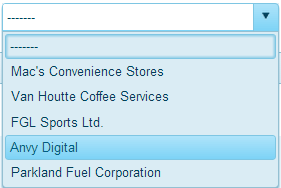 -------
-------
Mac's Convenience Stores
Van Houtte Coffee Services
FGL Sports Ltd.
Anvy Digital
Parkland Fuel Corporation